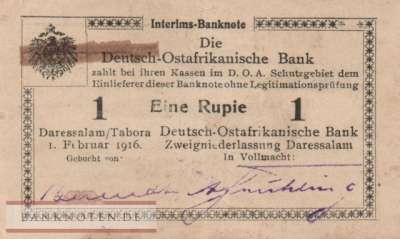 Interims-Banknote
Die
Deutsch-Ostafrikanische Bank
zahlt bei ihren Kassen im D. O. A. Schutzgebiet dem
Einlieferer dieser Banknote ohne Legitimationsprüfung
1 Eine Rupie 1
Daressalam/Tabora
1. Februar 1916.
Gebucht von:
Deutsch-Ostafrikanische Bank
Zweigniederlassung Daressalam
In Vollmacht:
BANKNOTEN.DE